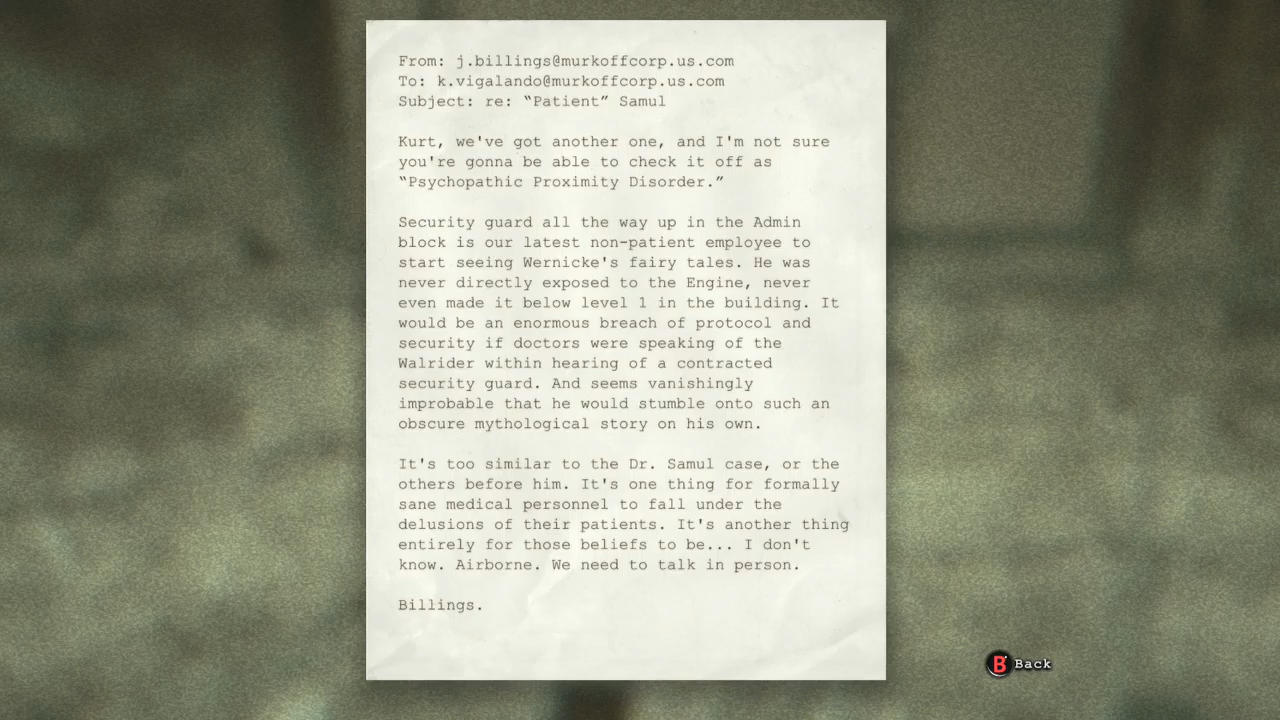 From: j.billings@murkoffcorp.us.com
To: k.vigalando@murkoffcorp.us.com
Subject: re: “Patient” Samul
Kurt, we've got another one, and I'm not sure
you're gonna be able to check it off as
“Psychopathic Proximity Disorder.”
Security guard all the way up in the Admin
block is our latest non-patient employee to
start seeing Wernicke's fairy tales. He was
never directly exposed to the Engine, never
even made it below level 1 in the building. It
would be an enormous breach of protocol and
security if doctors were speaking of the
Walrider within hearing of a contracted
security guard. And seems vanishingly
improbable that he would stumble onto such an
obscure mythological story on his own.
It's too similar to the Dr. Samul case, or the
others before him. It's one thing for formally
sane medical personnel to fall under the
delusions of their patients. It's another thing
entirely for those beliefs to be... I don't
know. Airborne. We need to talk in person.
Billings.
B Back